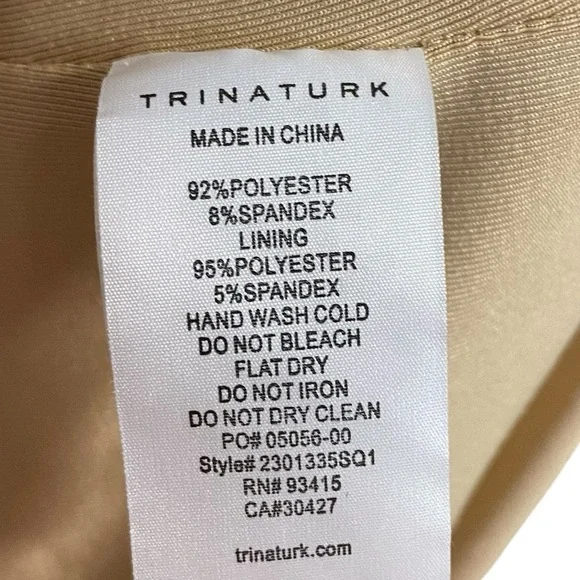 TRINATURK
MADE IN CHINA
92%POLYESTER
8%SPANDEX
LINING
95%POLYESTER
5%SPANDEX
HAND WASH COLD
DO NOT BLEACH
FLAT DRY
DO NOT IRON
DO NOT DRY CLEAN
PO# 05056-00
Style# 2301335SQ1
RN# 93415
CA#30427
trinaturk.com